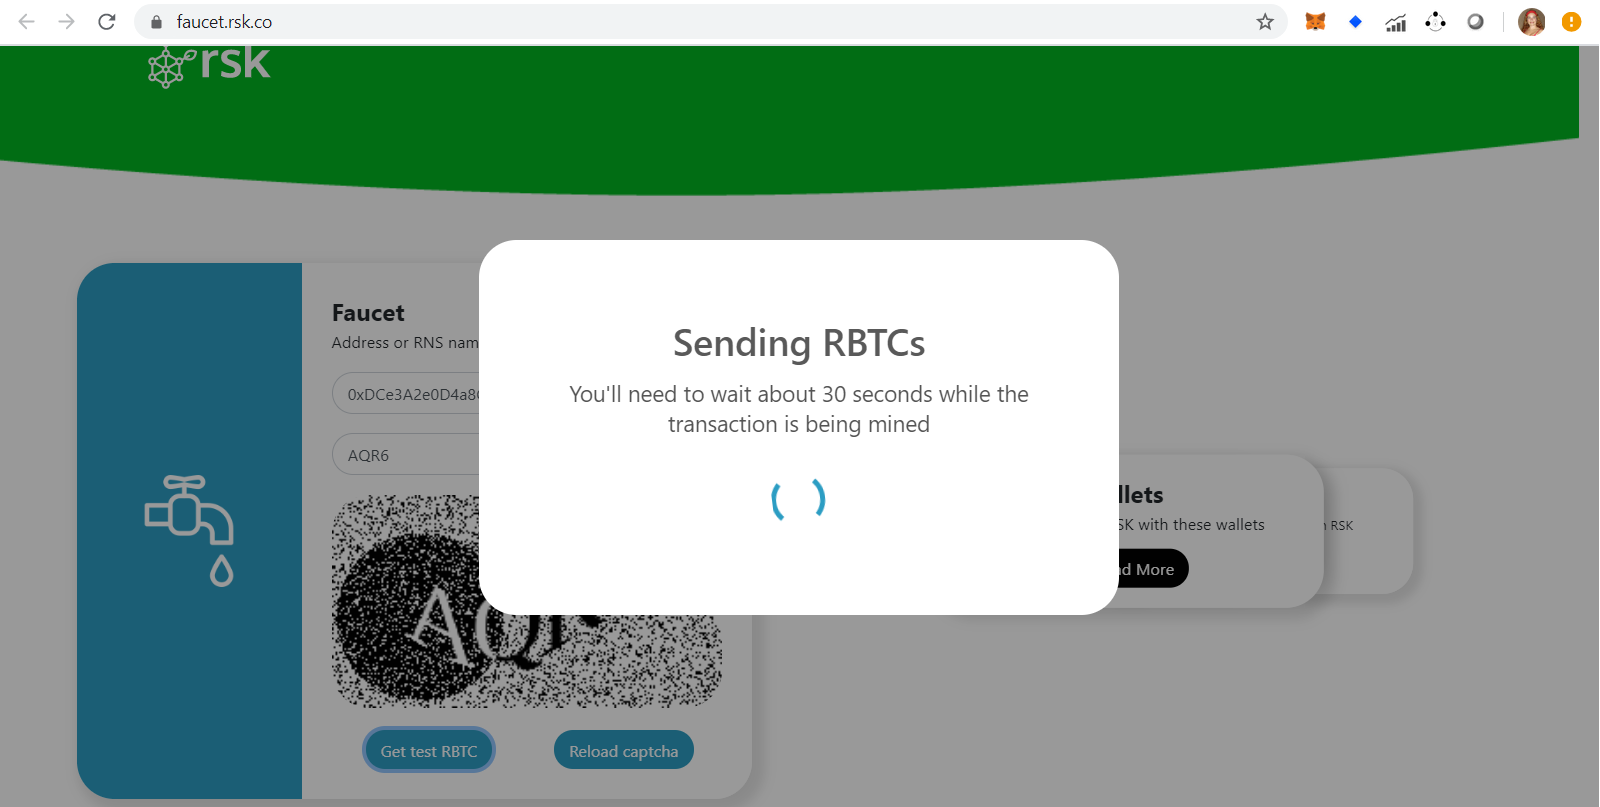 faucet.rsk.co
rsk
Sending RBTCs
You'll need to wait about 30 seconds while the
transaction is being mined
Faucet
Address or RNS nam
0xDCe3A2e0D4a8
AQR6
AQR
Get test RBTC
Reload captcha
llets
SK with these wallets
d More
RSK